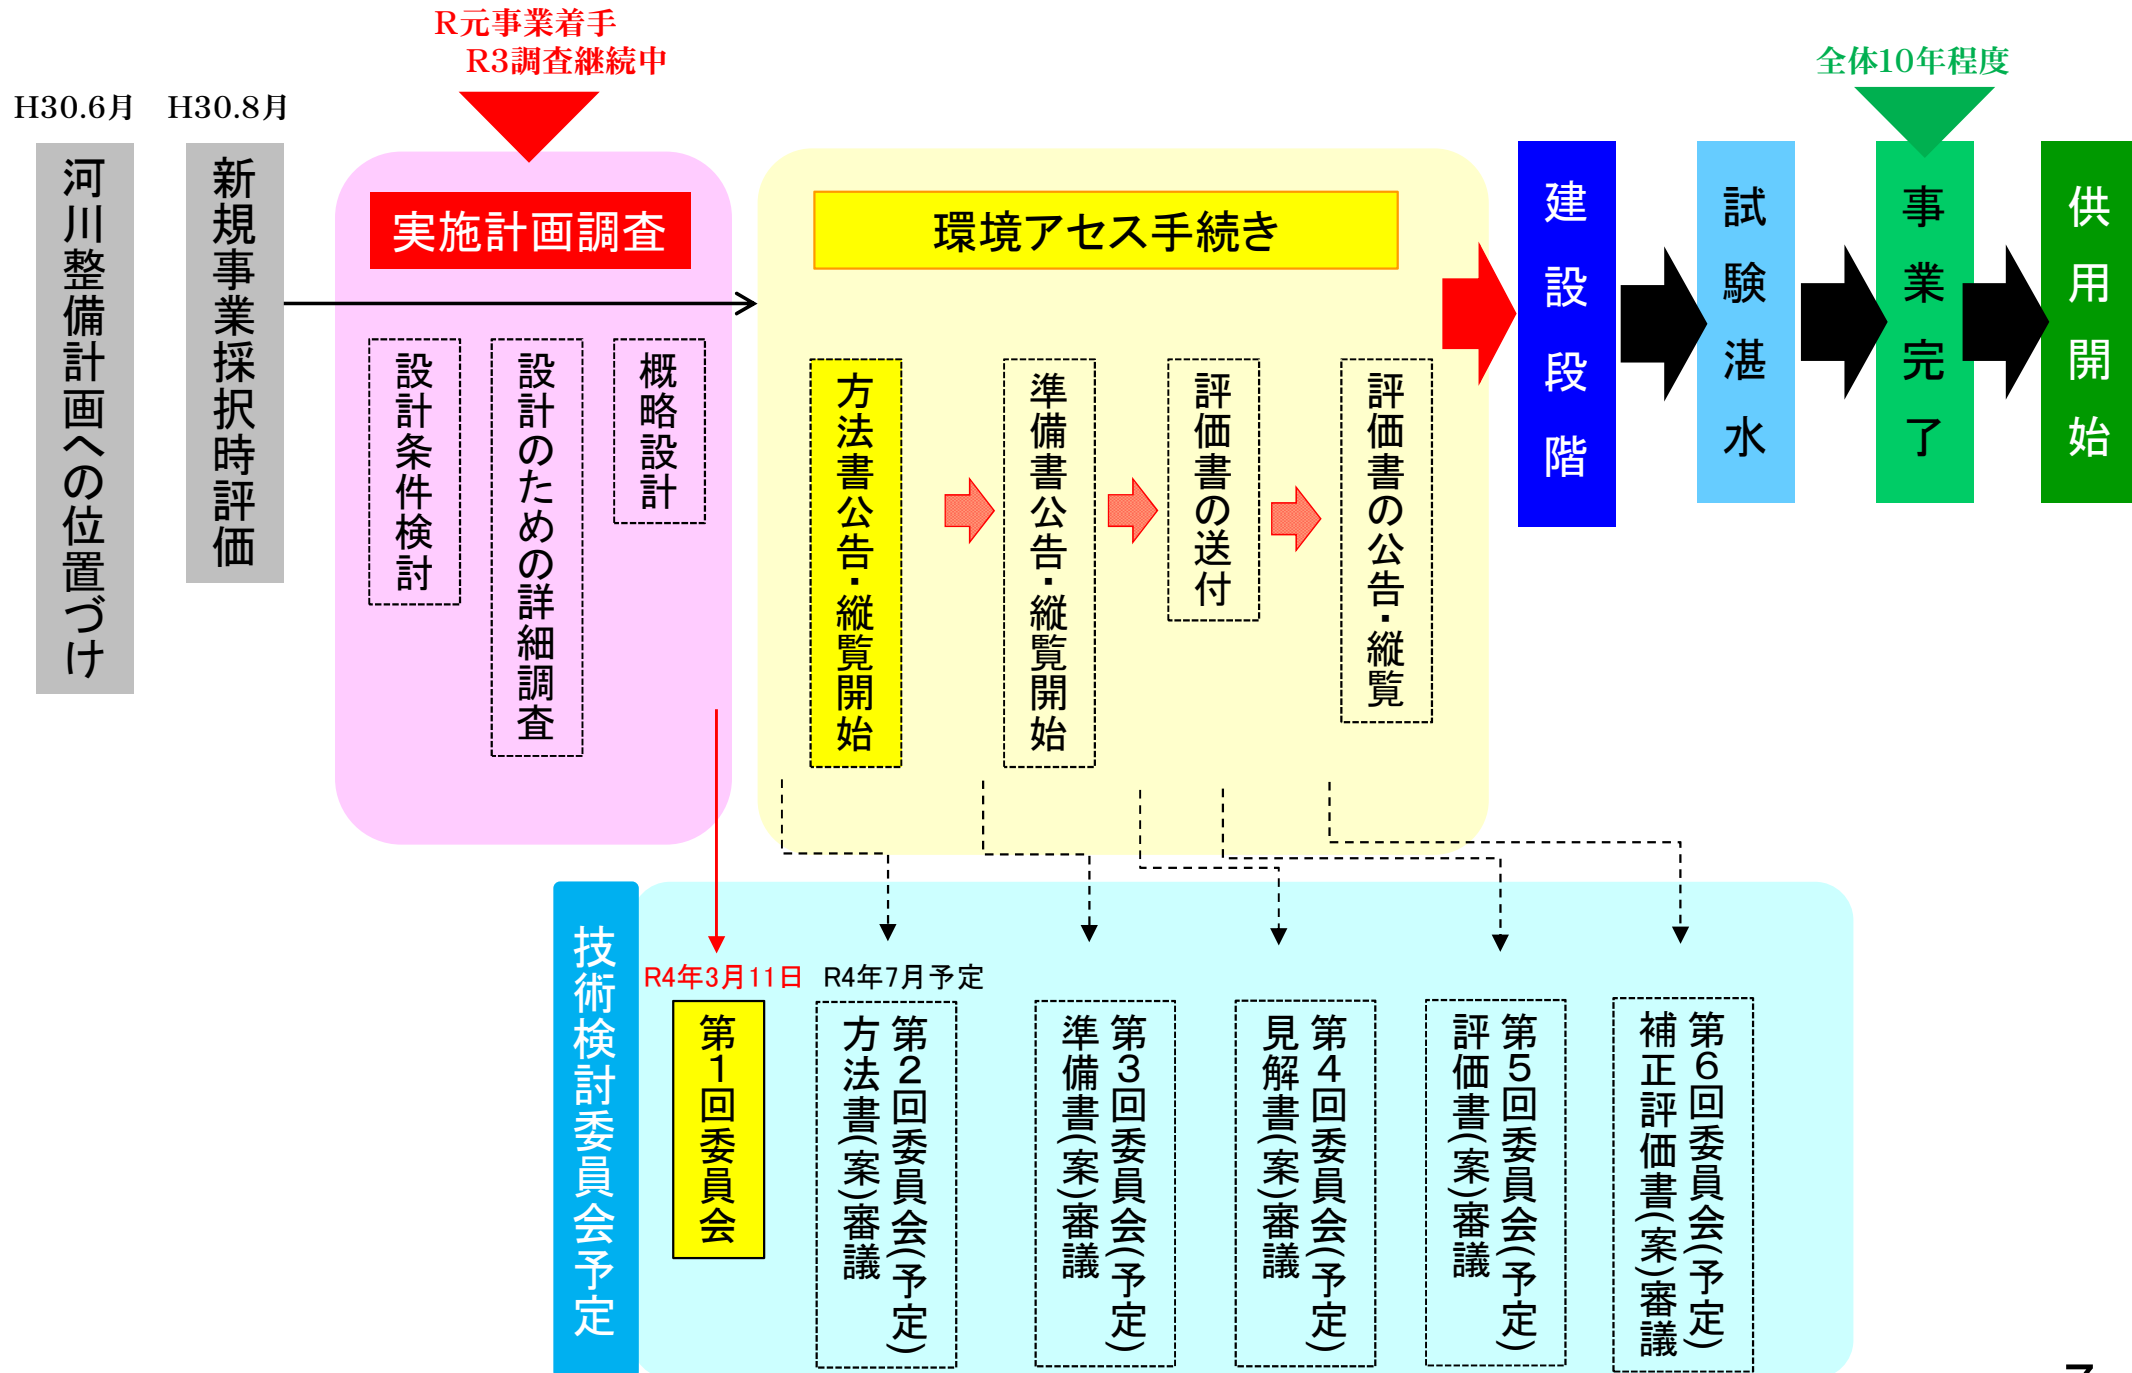 R元事業着手
R3調査継続中
全体10年程度
H30.6月
H30.8月
河川整備計画への位置づけ
新規事業採択時評価
実施計画調査
設計条件検討
設計のための詳細調査
概略設計
環境アセス手続き
方法書公告・縦覧開始
準備書公告・縦覧開始
評価書の送付
評価書の公告・縦覧
建設段階
試験湛水
事業完了
供用開始
技術検討委員会予定
R4年3月11日
第1回委員会
R4年7月予定
第2回委員会(予定)
方法書(案)審議
第3回委員会(予定)
準備書(案)審議
第4回委員会(予定)
見解書(案)審議
第5回委員会(予定)
評価書(案)審議
第6回委員会(予定)
補正評価書(案)審議